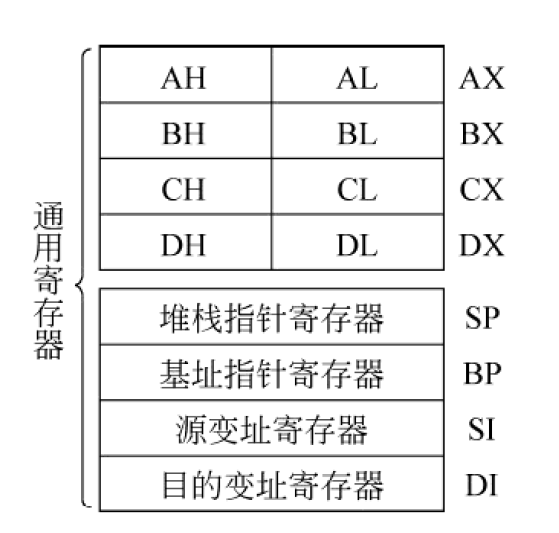 AH AL AX
BH BL BX
CH CL CX
DH DL DX
通用寄存器
堆栈指针寄存器 SP
基址指针寄存器 BP
源变址寄存器 SI
目的变址寄存器 DI